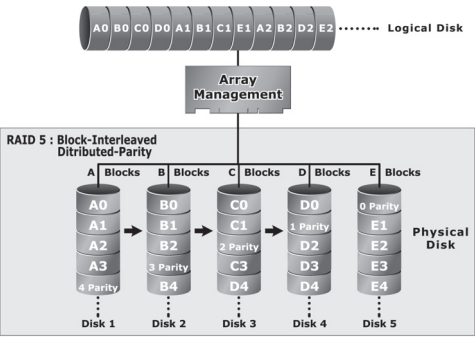 A0 B0 C0 D0 A1 B1 C1 E1 A2 B2 D2 E2 Logical Disk
Array
Management
RAID 5 : Block-Interleaved
Ditributed-Parity
A Blocks B Blocks C Blocks D Blocks E Blocks
A0 B0 C0 D0 0 Parity
A1 B1 C1 1 Parity E1
A2 B2 2 Parity D2 E2
A3 3 Parity C3 D3 E3
4 Parity B4 D4 D4 E4
Physical
Disk
Disk 1 Disk 2 Disk 3 Disk 4 Disk 5